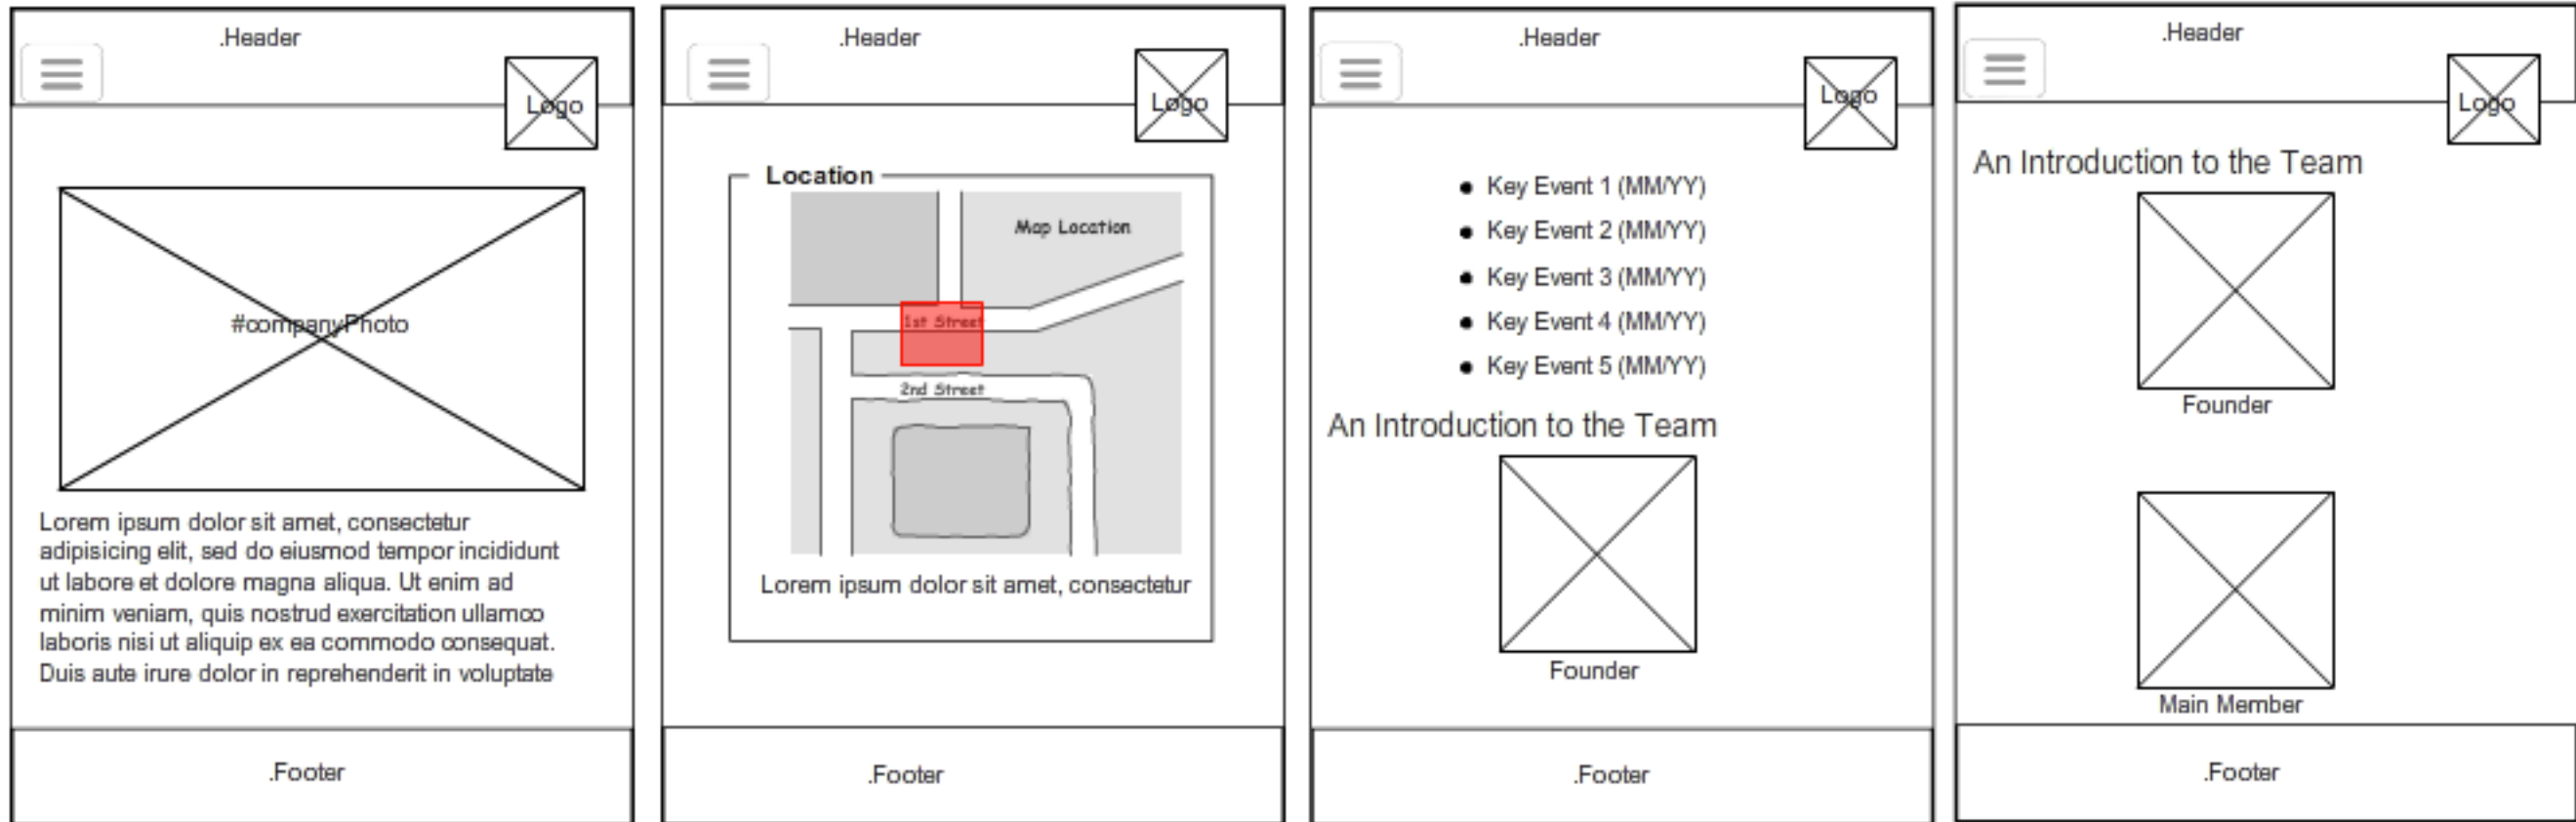 .Header
Logo
#companyPhoto
Lorem ipsum dolor sit amet, consectetur
adipisicing elit, sed do eiusmod tempor incididunt
ut labore et dolore magna aliqua. Ut enim ad
minim veniam, quis nostrud exercitation ullamco
laboris nisi ut aliquip ex ea commodo consequat.
Duis aute irure dolor in reprehenderit in voluptate
.Footer
.Header
Logo
Location
Map Location
1st Street
2nd Street
Lorem ipsum dolor sit amet, consectetur
.Footer
.Header
Logo
Key Event 1 (MM/YY)
Key Event 2 (MM/YY)
Key Event 3 (MM/YY)
Key Event 4 (MM/YY)
Key Event 5 (MM/YY)
An Introduction to the Team
Founder
.Footer
.Header
Logo
An Introduction to the Team
Founder
Main Member
.Footer